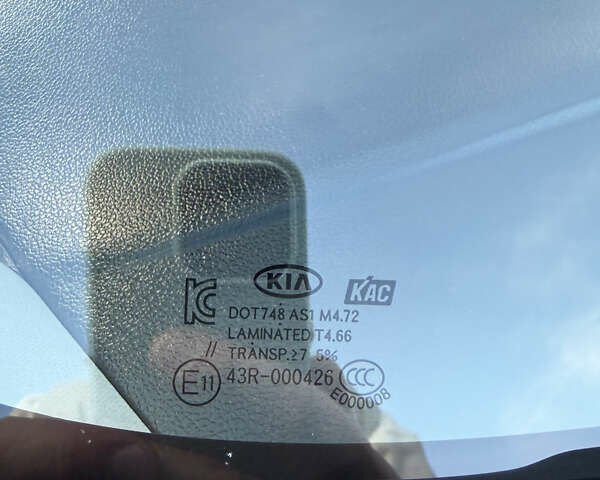 KIA
KC
KAC
DOT748 AS1 M4.72
LAMINATED T4.66
// TRANSP.≥7 5%
E11 43R-000426 CCC
E000008